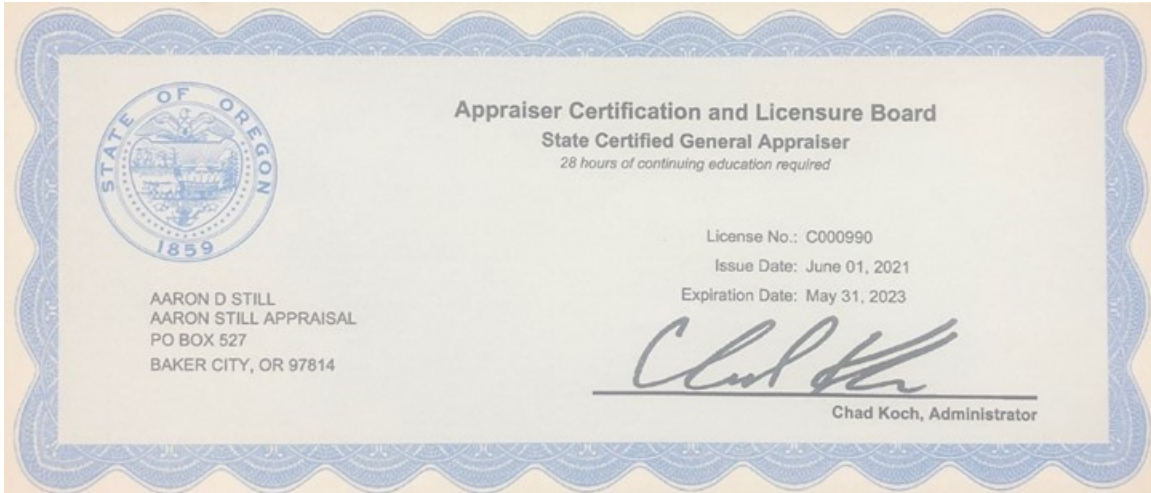 STATE OF OREGON
1859
Appraiser Certification and Licensure Board
State Certified General Appraiser
28 hours of continuing education required
License No.: C000990
Issue Date: June 01, 2021
Expiration Date: May 31, 2023
AARON D STILL
AARON STILL APPRAISAL
PO BOX 527
BAKER CITY, OR 97814
Chad Koch, Administrator